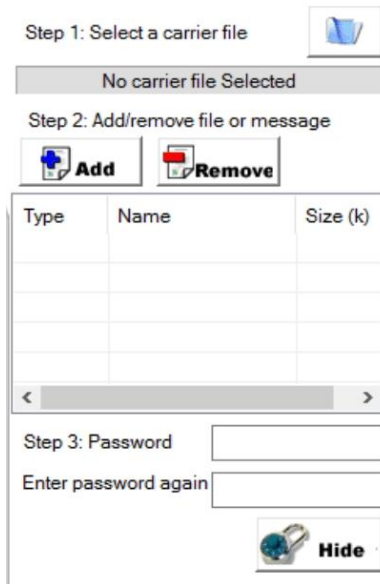 Step 1: Select a carrier file
No carrier file Selected
Step 2: Add/remove file or message
Add Remove
Type Name Size (k)
Step 3: Password
Enter password again
Hide